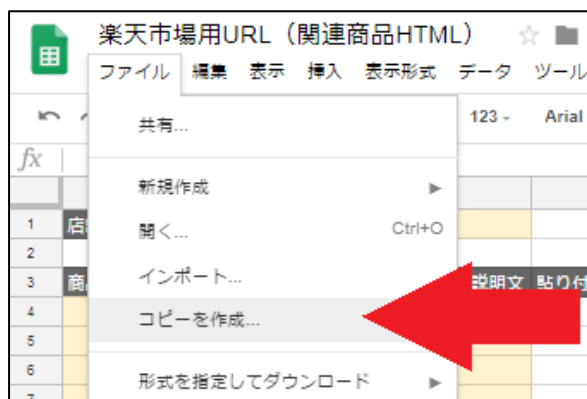 楽天市場用URL（関連商品HTML）
ファイル 編集 表示 挿入 表示形式 データ ツール
共有... 123 Arial
fx
新規作成
1 店
開く... Ctrl+O
2
インポート...
3 商 説明文 貼り付
4
コピーを作成...
5
6
形式を指定してダウンロード
7